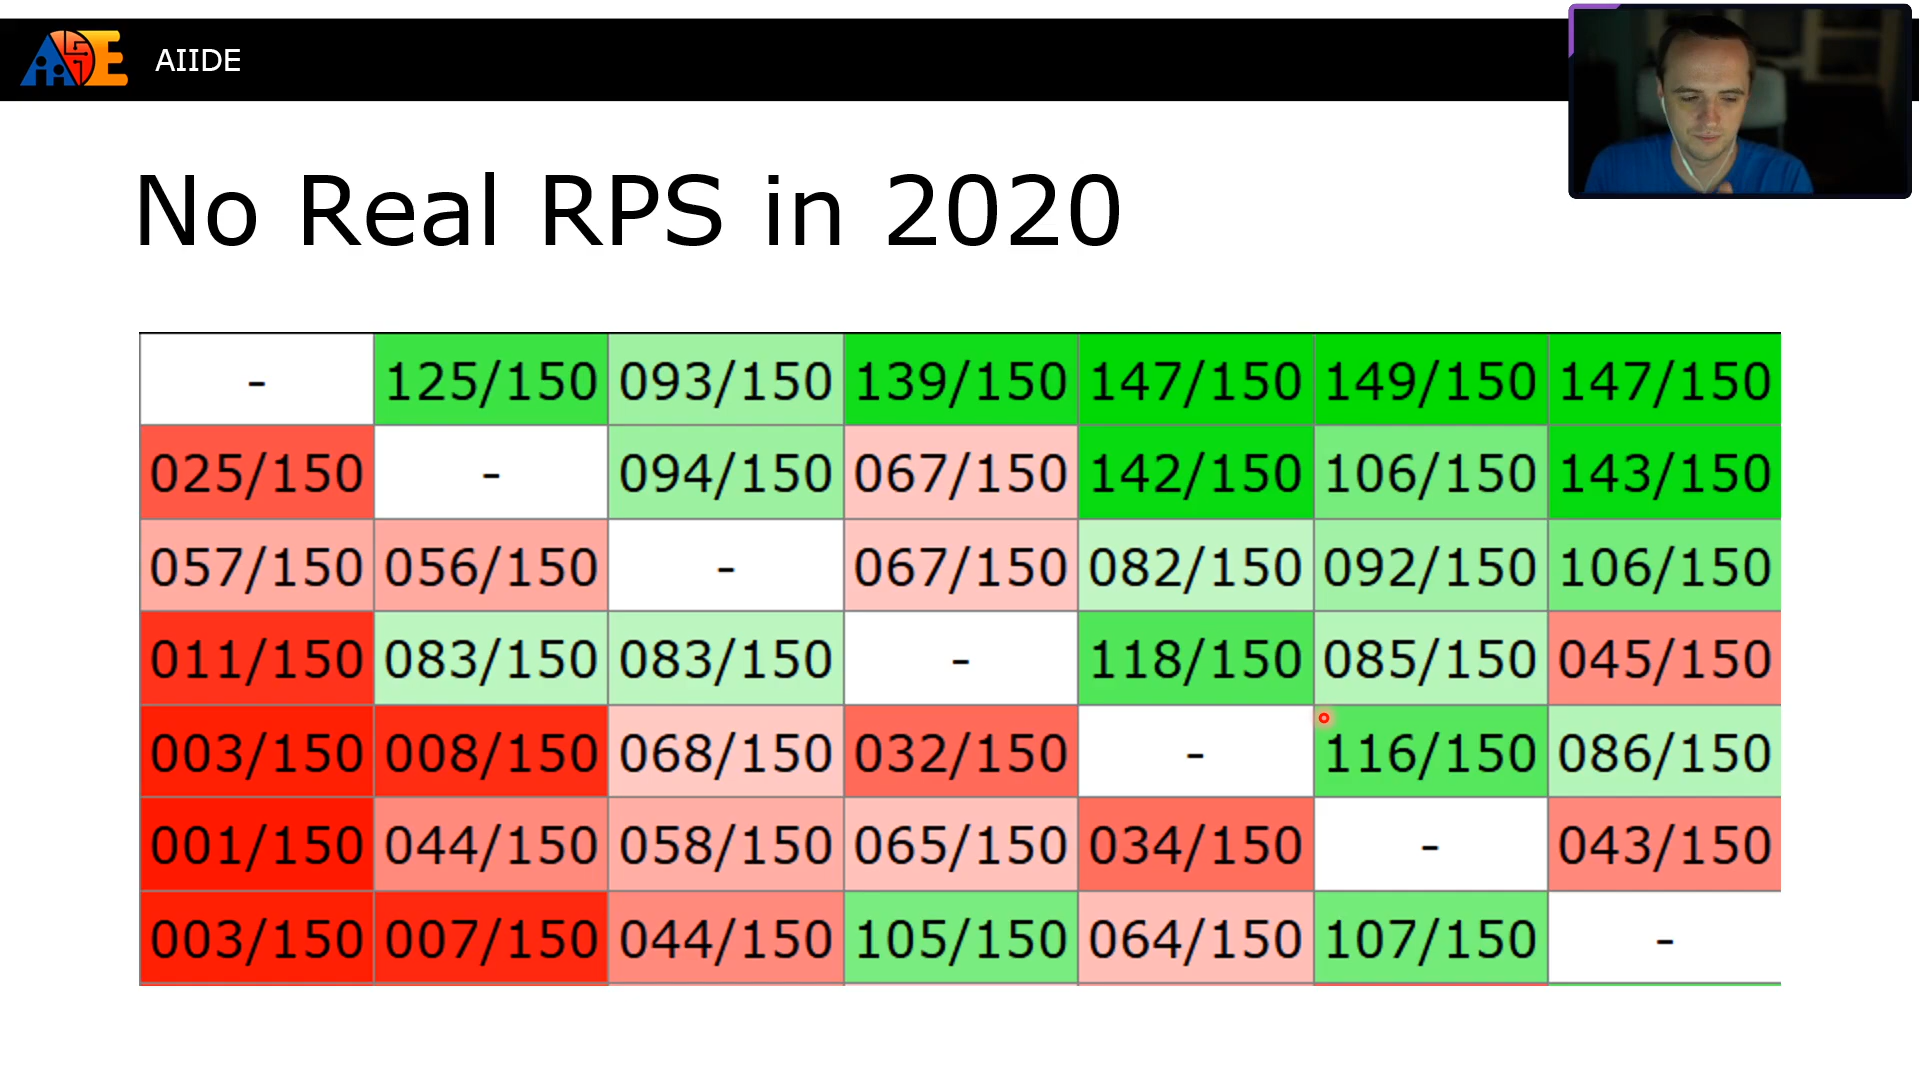 AIIDE
No Real RPS in 2020
- 125/150 093/150 139/150 147/150 149/150 147/150
025/150 - 094/150 067/150 142/150 106/150 143/150
057/150 056/150 - 067/150 082/150 092/150 106/150
011/150 083/150 083/150 - 118/150 085/150 045/150
003/150 008/150 068/150 032/150 - 116/150 086/150
001/150 044/150 058/150 065/150 034/150 - 043/150
003/150 007/150 044/150 105/150 064/150 107/150 -